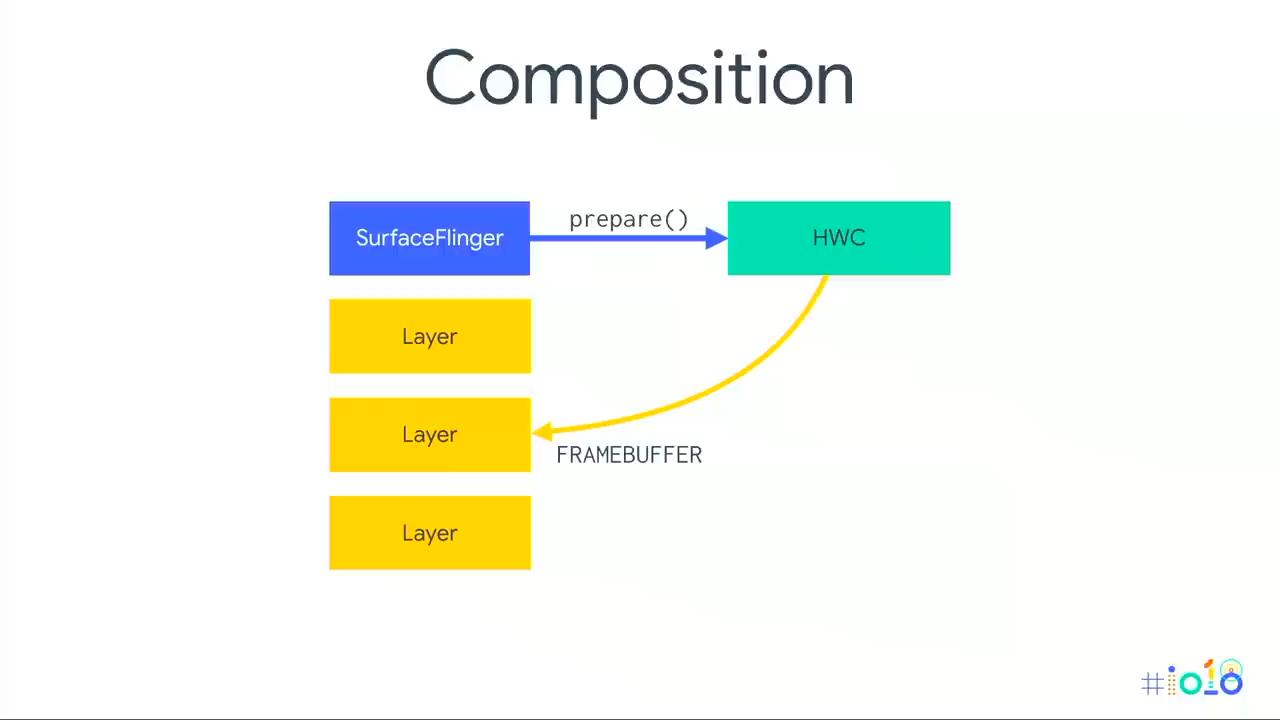 Composition
SurfaceFlinger
prepare()
HWC
Layer
Layer
FRAMEBUFFER
Layer
#io18